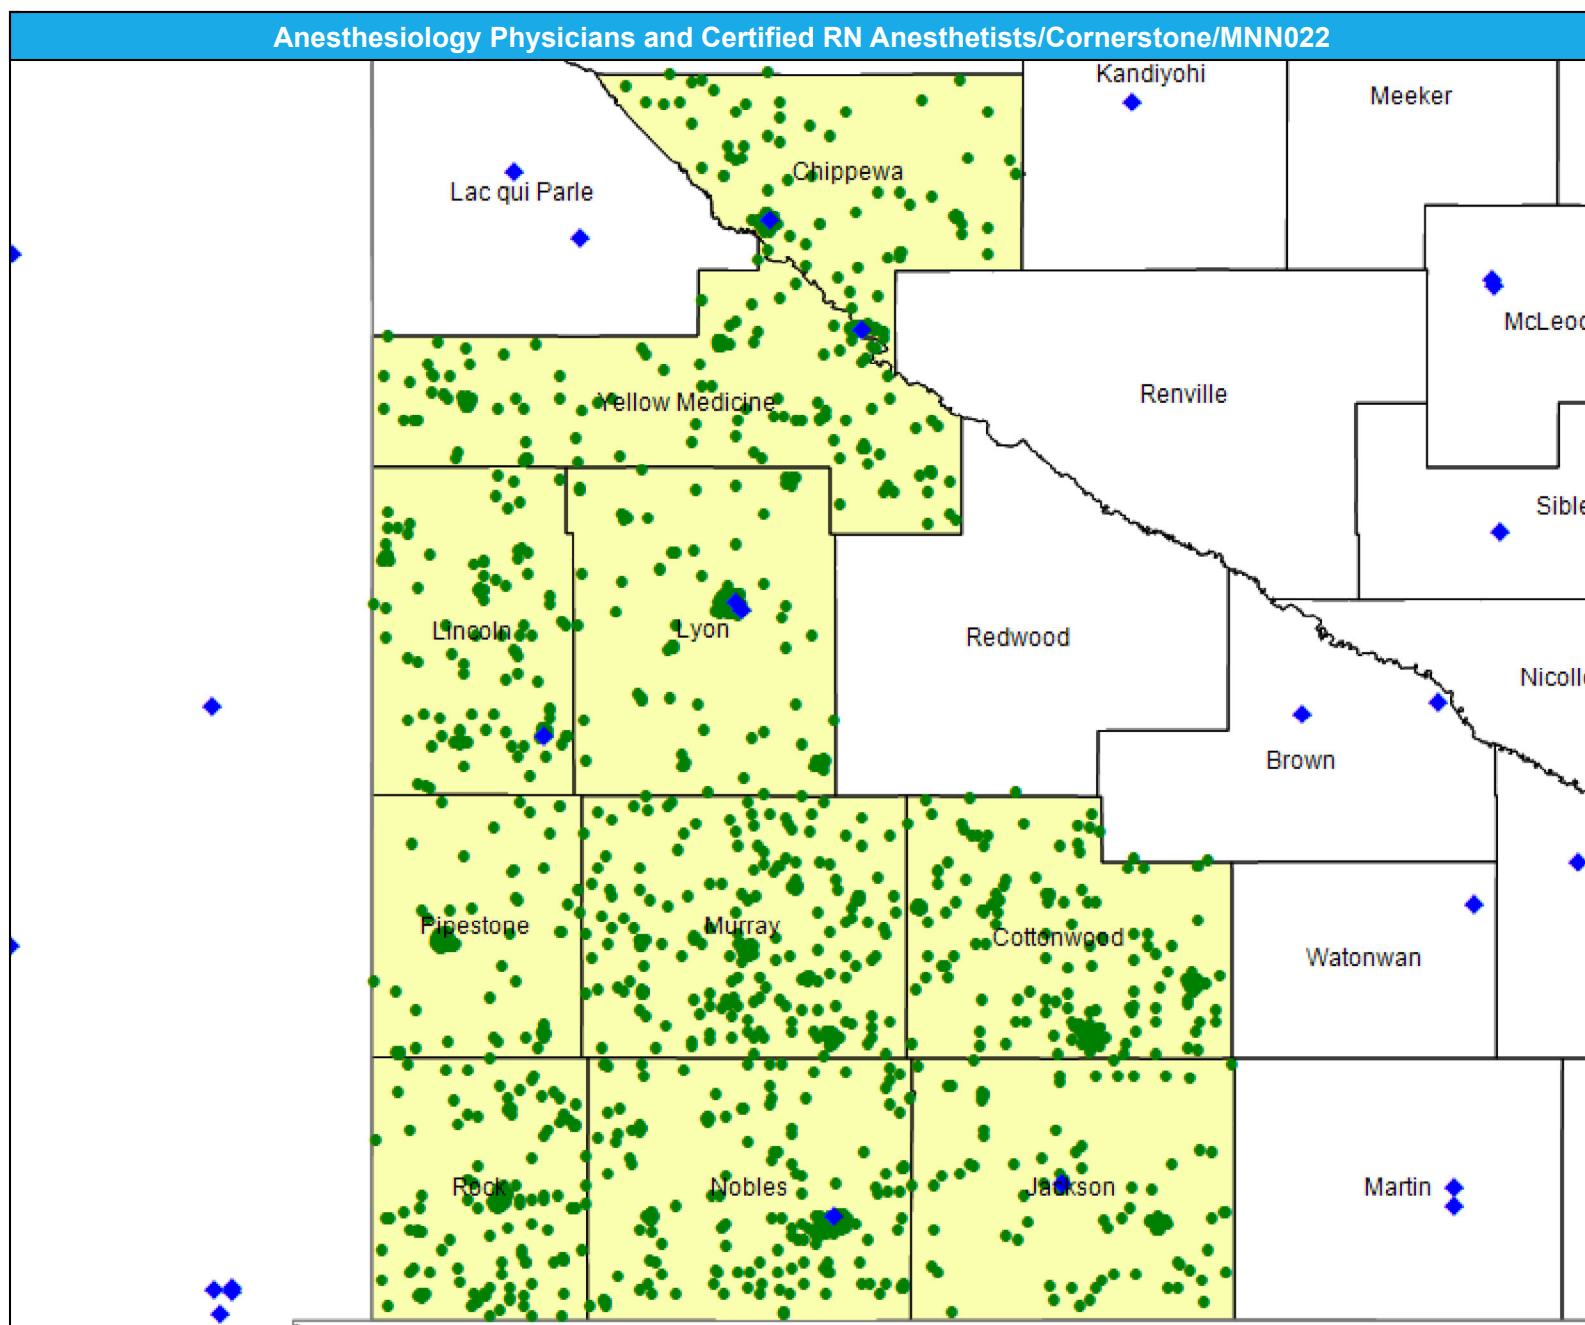 Anesthesiology Physicians and Certified RN Anesthetists/Cornerstone/MNN022
Kandiyohi
Meeker
Chippewa
Lac qui Parle
McLeod
Renville
Yellow Medicine
Sible
Lincoln
Lyon
Redwood
Nicolle
Brown
Pipestone
Murray
Cottonwood
Watonwan
Rock
Nobles
Jackson
Martin